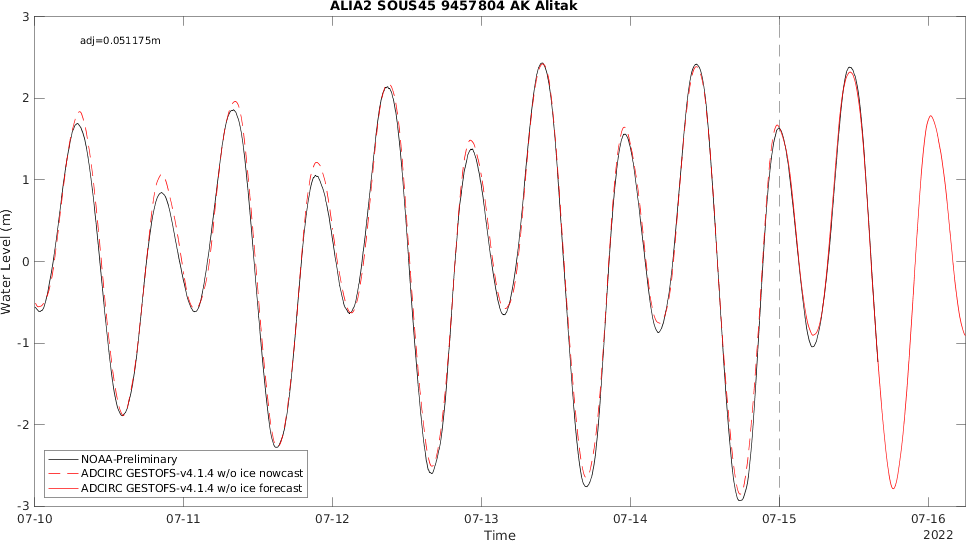 ALIA2 SOUS45 9457804 AK Alitak
adj=0.051175m
Water Level (m)
3
2
1
0
-1
-2
-3
NOAA-Preliminary
ADCIRC GESTOFS-v4.1.4 w/o ice nowcast
ADCIRC GESTOFS-v4.1.4 w/o ice forecast
07-10 07-11 07-12 07-13 07-14 07-15 07-16
Time
2022